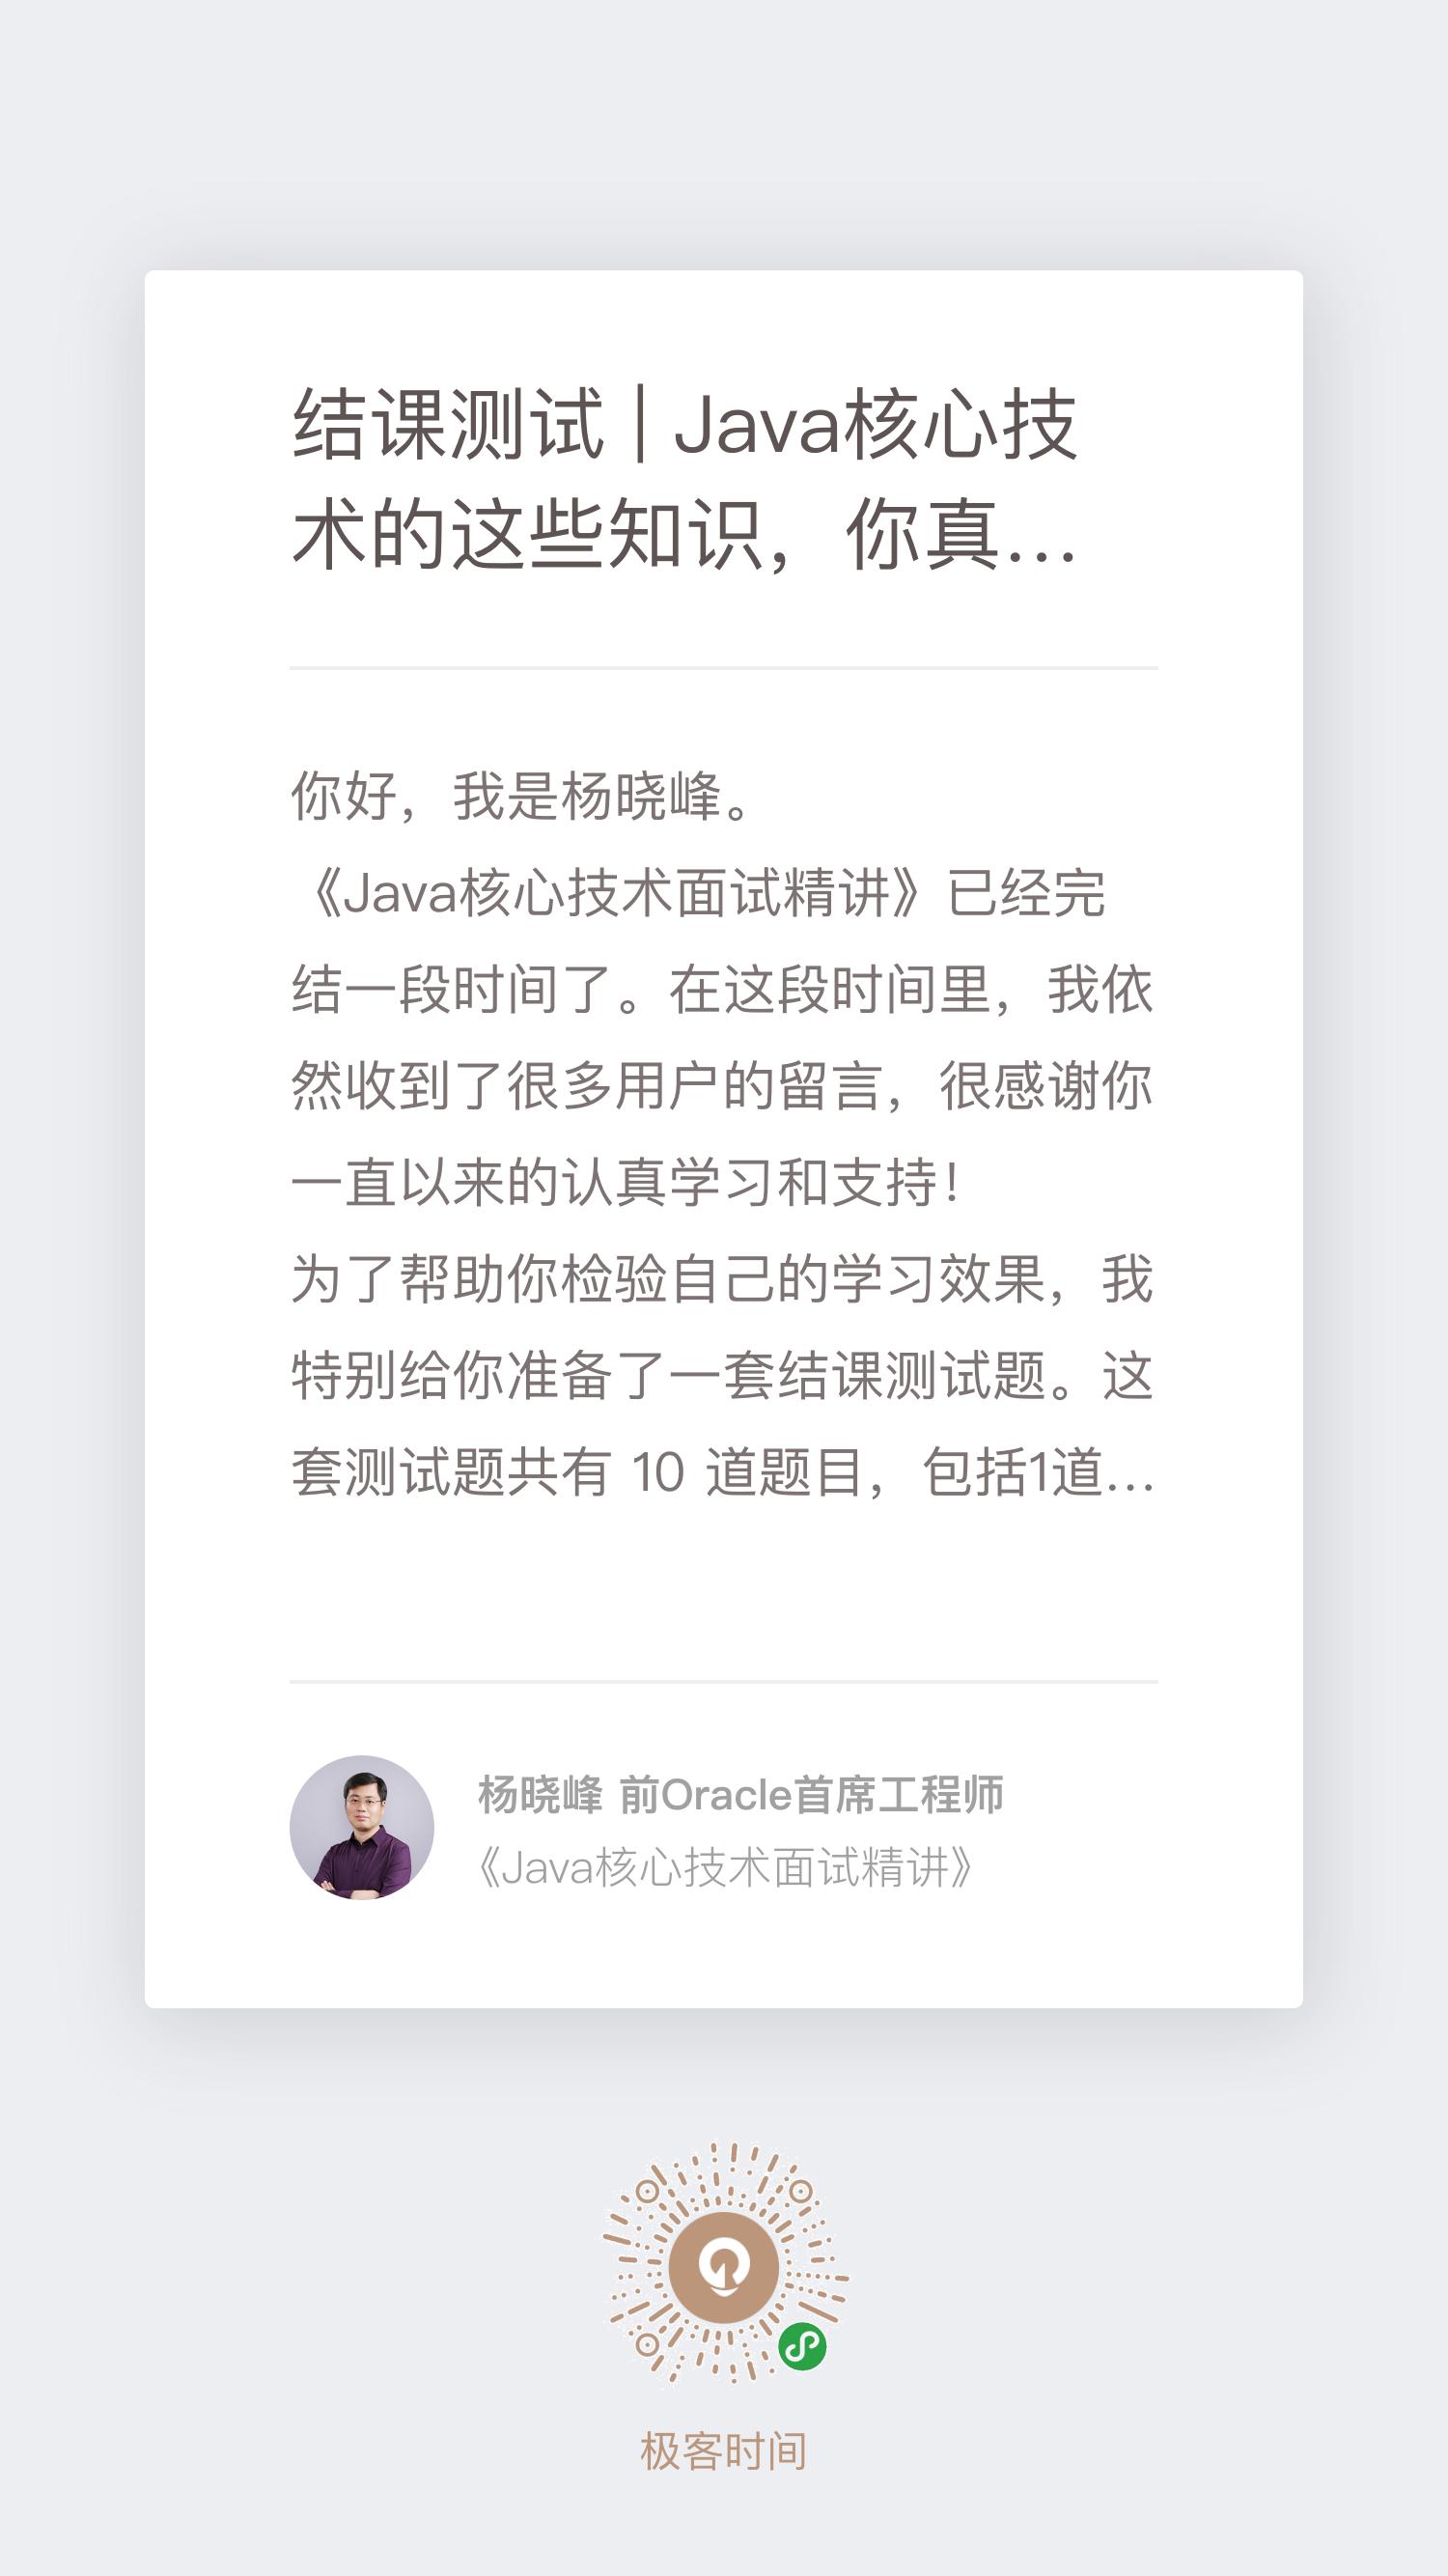 结课测试 | Java核心技
术的这些知识，你真...
你好，我是杨晓峰。
《Java核心技术面试精讲》已经完
结一段时间了。在这段时间里，我依
然收到了很多用户的留言，很感谢你
一直以来的认真学习和支持！
为了帮助你检验自己的学习效果，我
特别给你准备了一套结课测试题。这
套测试题共有 10 道题目，包括1道...
杨晓峰 前Oracle首席工程师
《Java核心技术面试精讲》
极客时间